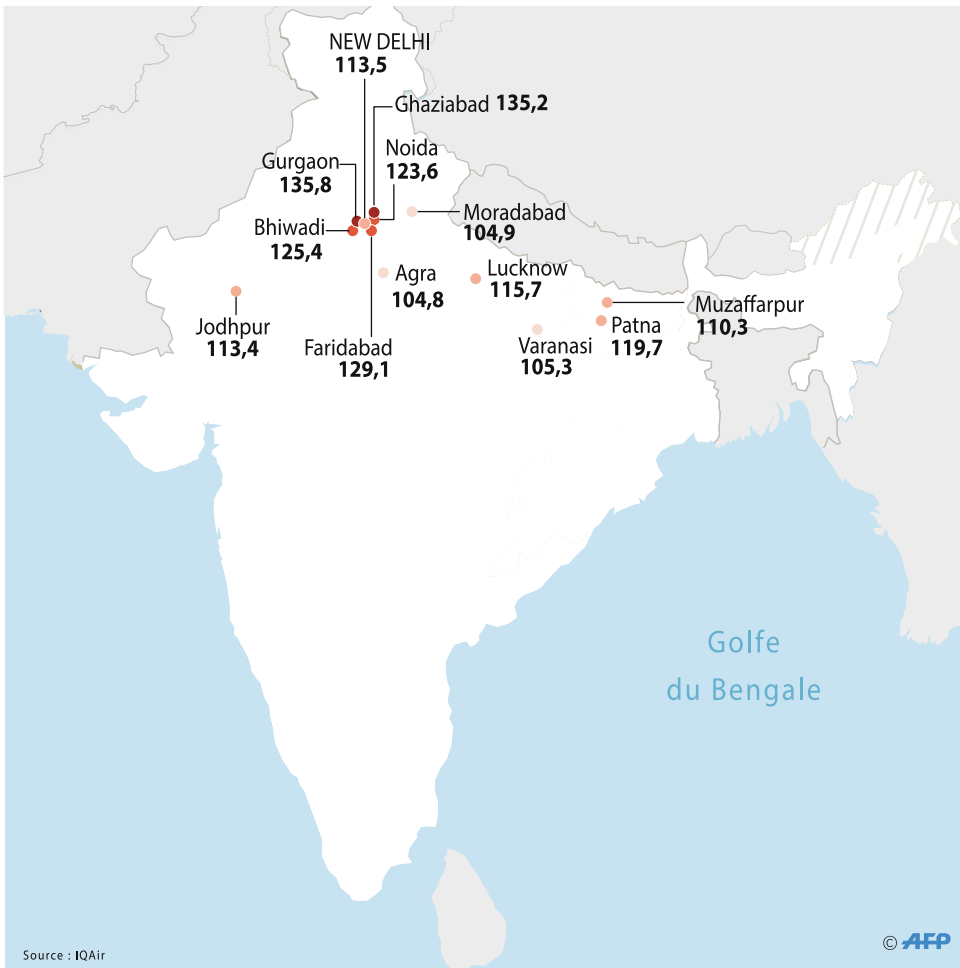 NEW DELHI
113,5
Ghaziabad 135,2
Noida
123,6
Gurgaon
135,8
Moradabad
104,9
Bhiwadi
125,4
Agra
104,8
Lucknow
115,7
Muzaffarpur
110,3
Jodhpur
113,4
Faridabad
129,1
Varanasi
105,3
Patna
119,7
Golfe
du Bengale
Source : IQAir
© AFP